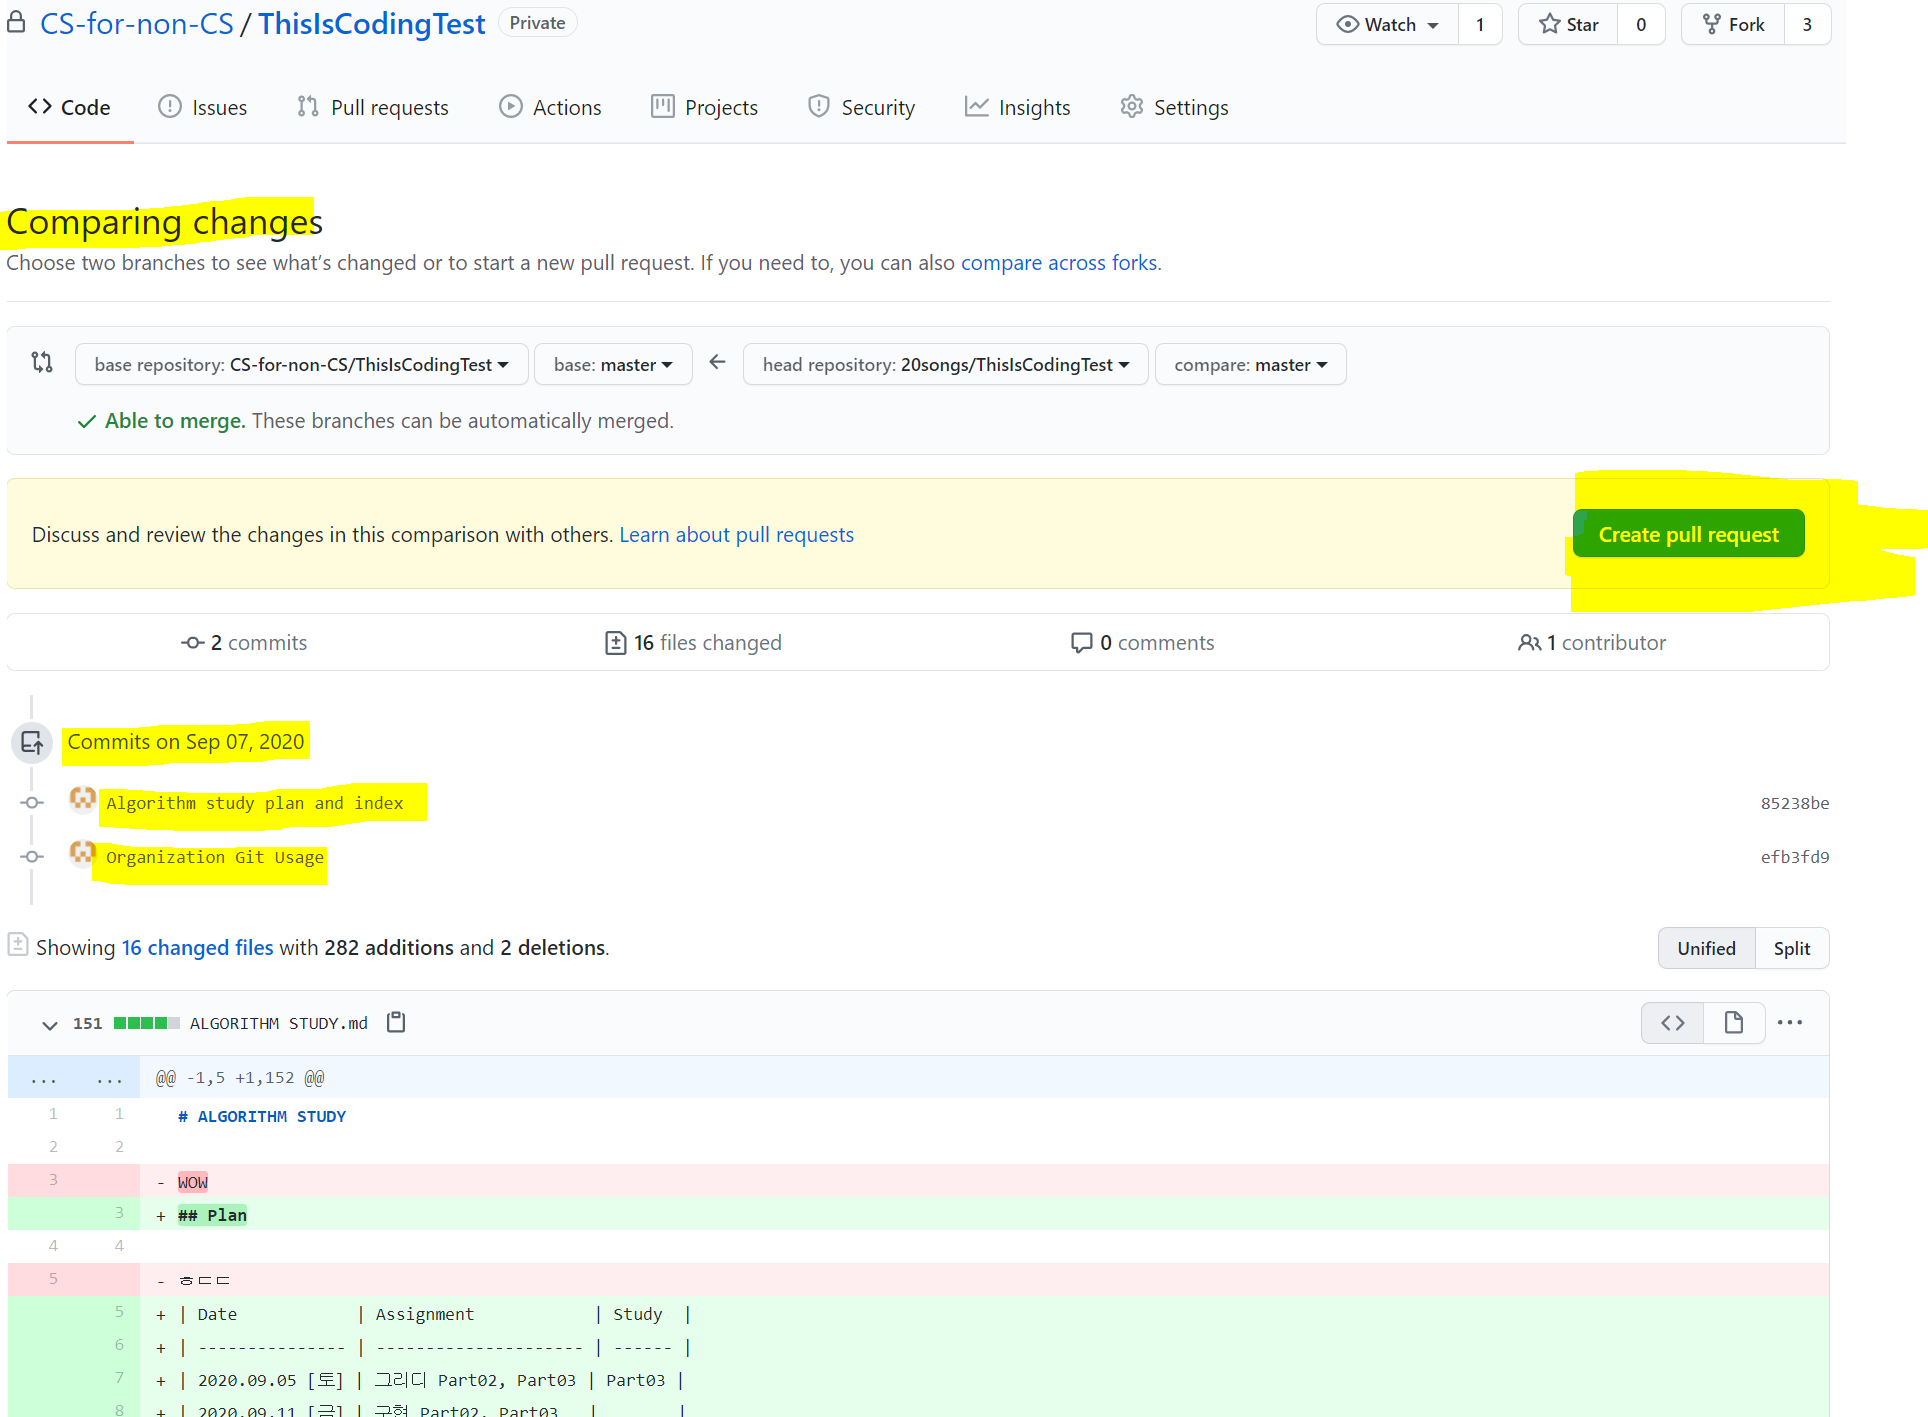 CS-for-non-CS / ThisIsCodingTest Private Watch 1 Star 0 Fork 3
Code Issues Pull requests Actions Projects Security Insights Settings
Comparing changes
Choose two branches to see what's changed or to start a new pull request. If you need to, you can also compare across forks.
base repository: CS-for-non-CS/ThisIsCodingTest base: master ← head repository: 20songs/ThisIsCodingTest compare: master
Able to merge. These branches can be automatically merged.
Discuss and review the changes in this comparison with others. Learn about pull requests Create pull request
2 commits 16 files changed 0 comments 1 contributor
Commits on Sep 07, 2020
Algorithm study plan and index 85238be
Organization Git Usage efb3fd9
Showing 16 changed files with 282 additions and 2 deletions. Unified Split
151 ALGORITHM STUDY.md <> ...
... ... @@ -1,5 +1,152 @@
1 1 # ALGORITHM STUDY
2 2
3 - WOW
3 + ## Plan
4 4
5 - ㅎㄷㄷ
5 + | Date | Assignment | Study |
6 + | --------------- | --------------------- | ------ |
7 + | 2020.09.05 [토] | 그리디 Part02, Part03 | Part03 |
8 + | 2020.09.11 [금] | 구현 Part02, Part03 | |